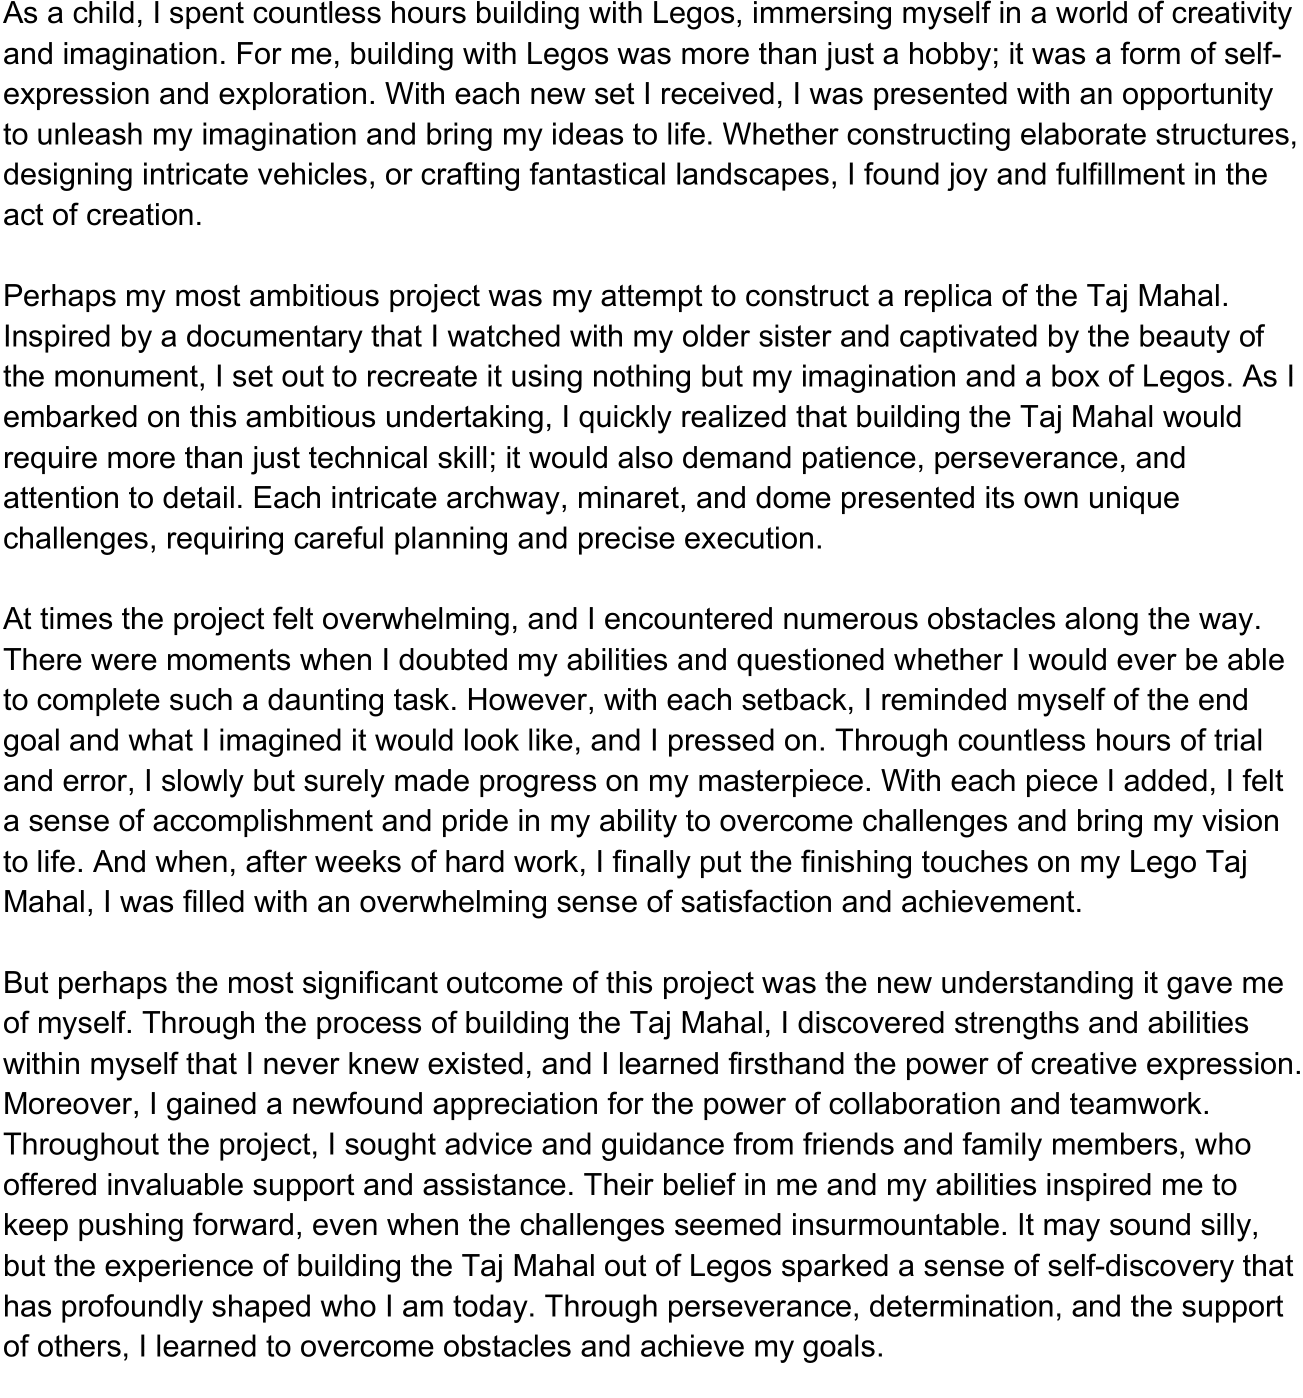 As a child, I spent countless hours building with Legos, immersing myself in a world of creativity
and imagination. For me, building with Legos was more than just a hobby; it was a form of self-
expression and exploration. With each new set I received, I was presented with an opportunity
to unleash my imagination and bring my ideas to life. Whether constructing elaborate structures,
designing intricate vehicles, or crafting fantastical landscapes, I found joy and fulfillment in the
act of creation.

Perhaps my most ambitious project was my attempt to construct a replica of the Taj Mahal.
Inspired by a documentary that I watched with my older sister and captivated by the beauty of
the monument, I set out to recreate it using nothing but my imagination and a box of Legos. As I
embarked on this ambitious undertaking, I quickly realized that building the Taj Mahal would
require more than just technical skill; it would also demand patience, perseverance, and
attention to detail. Each intricate archway, minaret, and dome presented its own unique
challenges, requiring careful planning and precise execution.

At times the project felt overwhelming, and I encountered numerous obstacles along the way.
There were moments when I doubted my abilities and questioned whether I would ever be able
to complete such a daunting task. However, with each setback, I reminded myself of the end
goal and what I imagined it would look like, and I pressed on. Through countless hours of trial
and error, I slowly but surely made progress on my masterpiece. With each piece I added, I felt
a sense of accomplishment and pride in my ability to overcome challenges and bring my vision
to life. And when, after weeks of hard work, I finally put the finishing touches on my Lego Taj
Mahal, I was filled with an overwhelming sense of satisfaction and achievement.

But perhaps the most significant outcome of this project was the new understanding it gave me
of myself. Through the process of building the Taj Mahal, I discovered strengths and abilities
within myself that I never knew existed, and I learned firsthand the power of creative expression.
Moreover, I gained a newfound appreciation for the power of collaboration and teamwork.
Throughout the project, I sought advice and guidance from friends and family members, who
offered invaluable support and assistance. Their belief in me and my abilities inspired me to
keep pushing forward, even when the challenges seemed insurmountable. It may sound silly,
but the experience of building the Taj Mahal out of Legos sparked a sense of self-discovery that
has profoundly shaped who I am today. Through perseverance, determination, and the support
of others, I learned to overcome obstacles and achieve my goals.